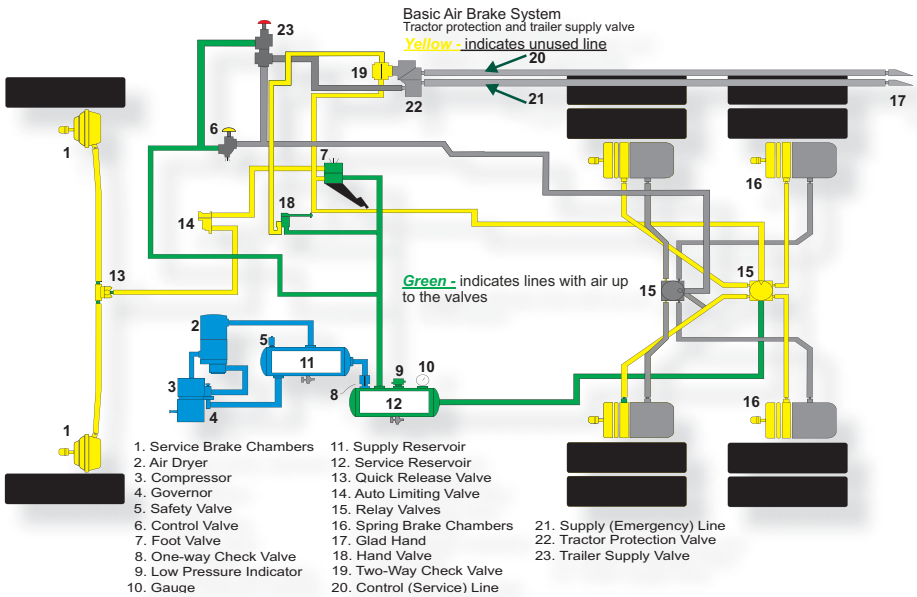 Basic Air Brake System
Tractor protection and trailer supply valve
Yellow - indicates unused line
23
20
19
22
21
17
1
6
7
16
14
18
13
Green - indicates lines with air up
to the valves
15
15
2
5
11
3
4
8
9
10
12
1
16
1. Service Brake Chambers
2. Air Dryer
3. Compressor
4. Governor
5. Safety Valve
6. Control Valve
7. Foot Valve
8. One-way Check Valve
9. Low Pressure Indicator
10. Gauge
11. Supply Reservoir
12. Service Reservoir
13. Quick Release Valve
14. Auto Limiting Valve
15. Relay Valves
16. Spring Brake Chambers
17. Glad Hand
18. Hand Valve
19. Two-Way Check Valve
20. Control (Service) Line
21. Supply (Emergency) Line
22. Tractor Protection Valve
23. Trailer Supply Valve